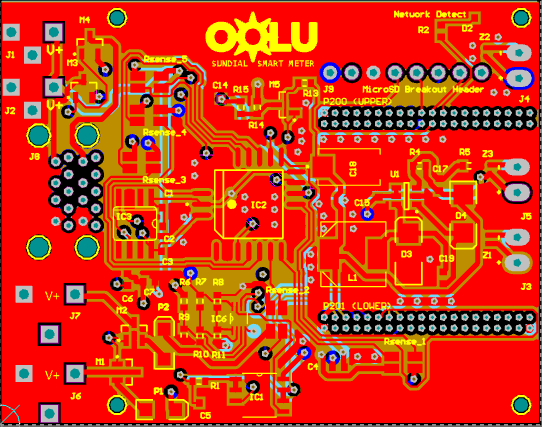 Network Detect
M4
R2
D2
OOLU
Z2
J1
V+
M3
SUNDIAL SMART METER
Rsense_5
C14
R15
M5
R13
J9
MicroSD Breakout Header
J4
J2
V+
P200 (UPPER)
R14
Rsense_4
J8
C18
R4
C17
R5
Z3
Rsense_3
U1
IC2
C15
D4
J5
IC3
C2
Z1
C3
D3
C19
L1
J3
R6
R7
R8
C6
C7
Rsense_2
V+
J7
M2
P2
R9
IC6
P201 (LOWER)
R10
R11
Rsense_1
M1
C4
V+
J6
P1
R1
IC1
C5